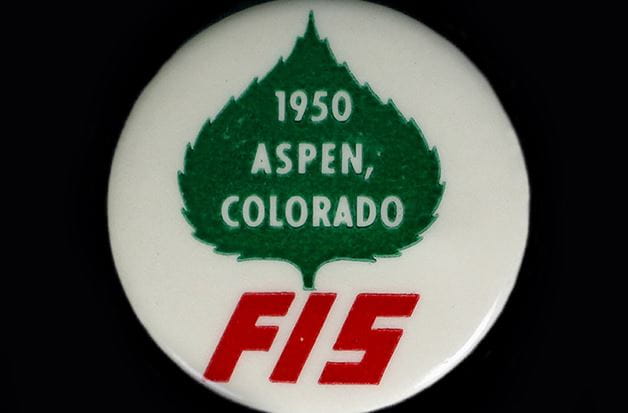 1950
ASPEN,
COLORADO
FIS